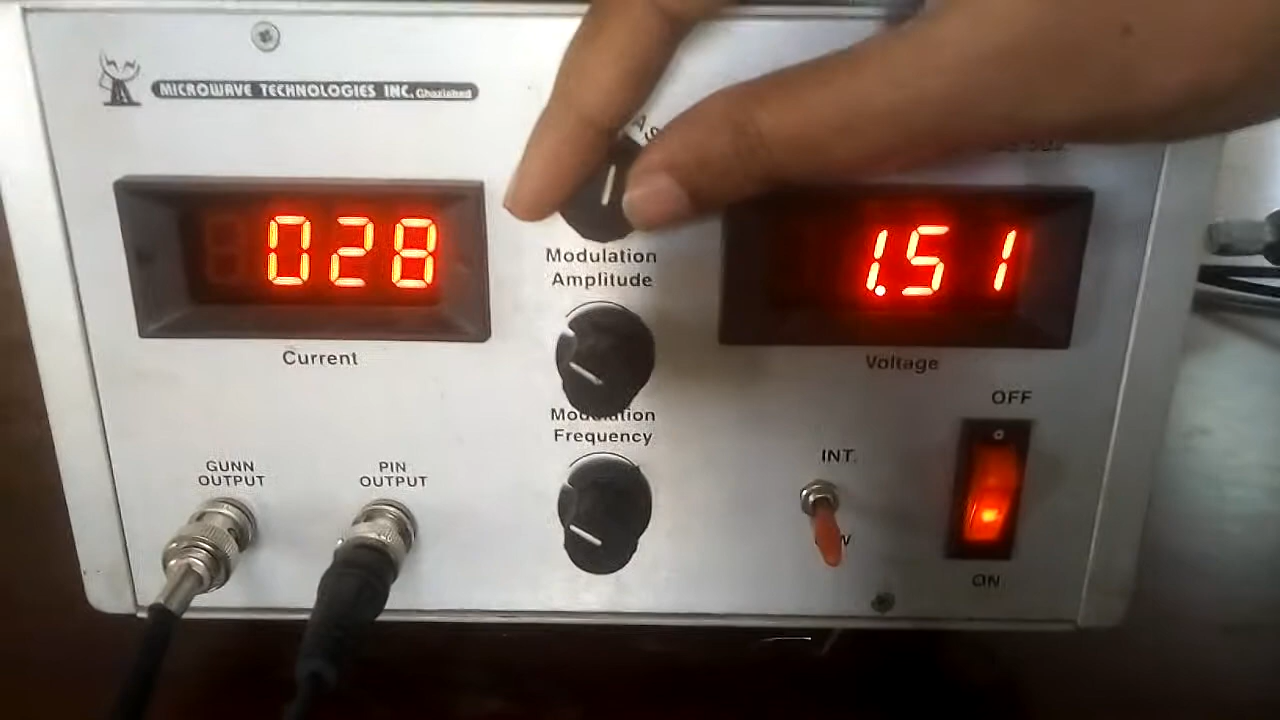 MICROWAVE TECHNOLOGIES INC. Ghaziabad
028
1.51
Modulation
Amplitude
Current
Voltage
OFF
Modulation
Frequency
INT.
GUNN
OUTPUT
PIN
OUTPUT
ON